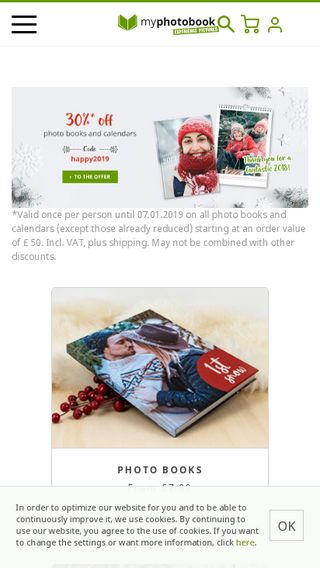 myphotobook
EXPERIENCE PICTURES
30%* off
photo books and calendars
Code
happy2019
› TO THE OFFER
Thank you for a
fantastic 2018!
*Valid once per person until 07.01.2019 on all photo books and
calendars (except those already reduced) starting at an order value
of £ 50. Incl. VAT, plus shipping. May not be combined with other
discounts.
1st
snow
PHOTO BOOKS
In order to optimize our website for you and to be able to
continuously improve it, we use cookies. By continuing to
use our website, you agree to the use of cookies. If you want
to change the settings or want more information, click here.
OK